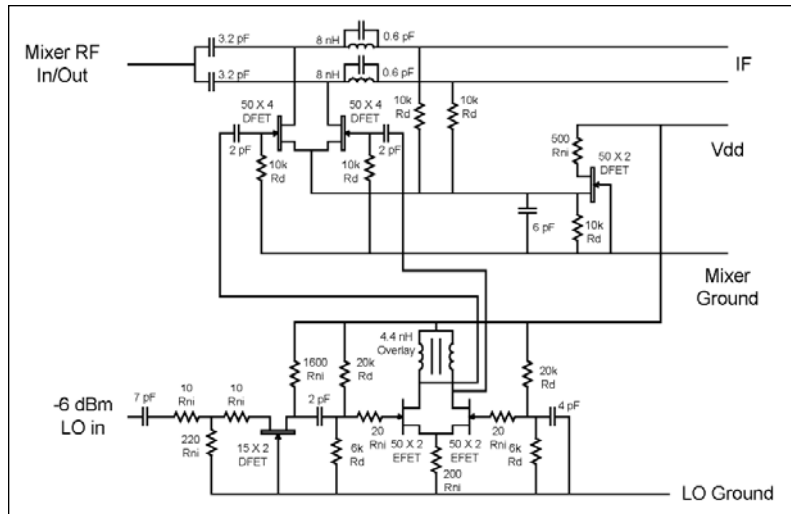 3.2 pF
8 nH
0.6 pF
Mixer RF
In/Out
IF
3.2 pF
8 nH
0.6 pF
50 X 4
DFET
50 X 4
DFET
10k
Rd
10k
Rd
500
Rni
Vdd
50 X 2
DFET
2 pF
2 pF
10k
Rd
10k
Rd
6 pF
10k
Rd
Mixer
Ground
4.4 nH
Overlay
1600
Rni
20k
Rd
20k
Rd
-6 dBm
LO in
7 pF
10
Rni
10
Rni
2 pF
4 pF
220
Rni
15 X 2
DFET
6k
Rd
20
Rni
50 X 2
EFET
50 X 2
EFET
20
Rni
6k
Rd
200
Rni
LO Ground